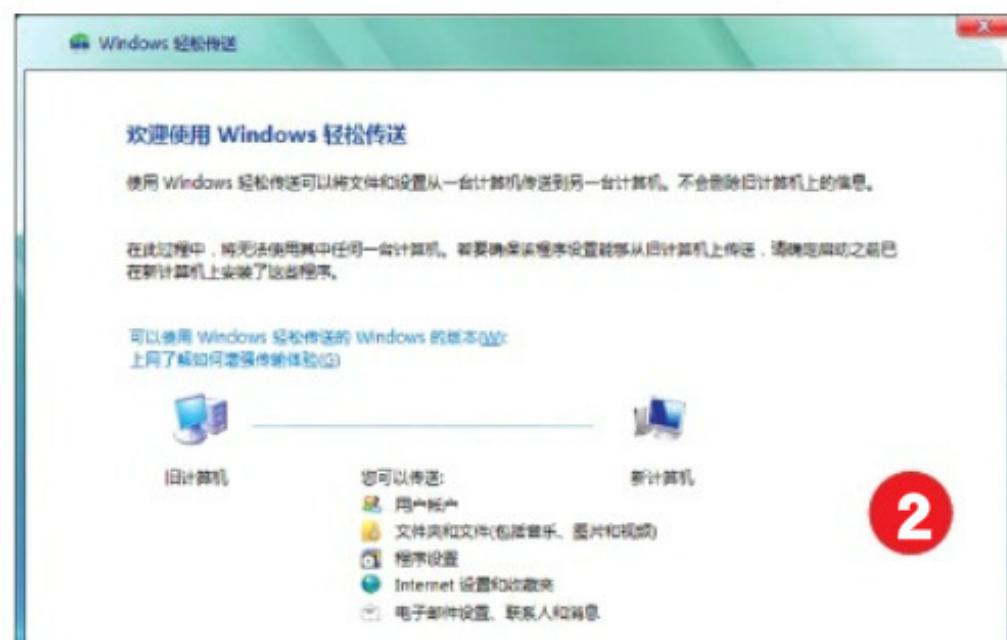 Windows 轻松传送
欢迎使用 Windows 轻松传送
使用 Windows 轻松传送可以将文件和设置从一台计算机传送到另一台计算机。不会删除旧计算机上的信息。
在此过程中，将无法使用其中任何一台计算机。若要确保某程序设置能够从旧计算机上传送，请确定启动之前已
在新计算机上安装了这些程序。
可以使用 Windows 轻松传送的 Windows 的版本(W):
上网了解如何增强传输体验(G)
旧计算机
您可以传送:
新计算机
用户帐户
文件夹和文件(包括音乐、图片和视频)
程序设置
Internet 设置和收藏夹
电子邮件设置、联系人和消息
2